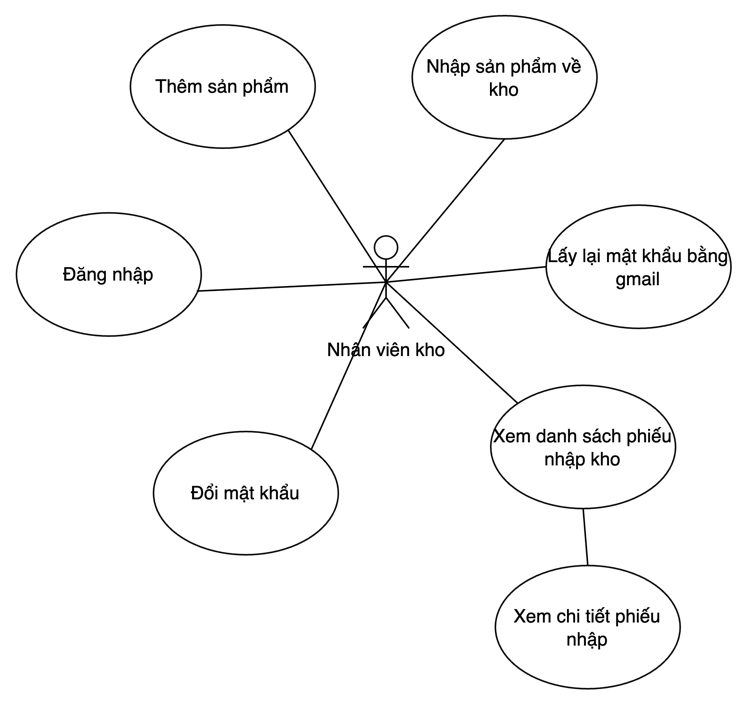 Thêm sản phẩm
Nhập sản phẩm về
kho
Đăng nhập
Lấy lại mật khẩu bằng
gmail
Nhân viên kho
Xem danh sách phiếu
nhập kho
Đổi mật khẩu
Xem chi tiết phiếu
nhập